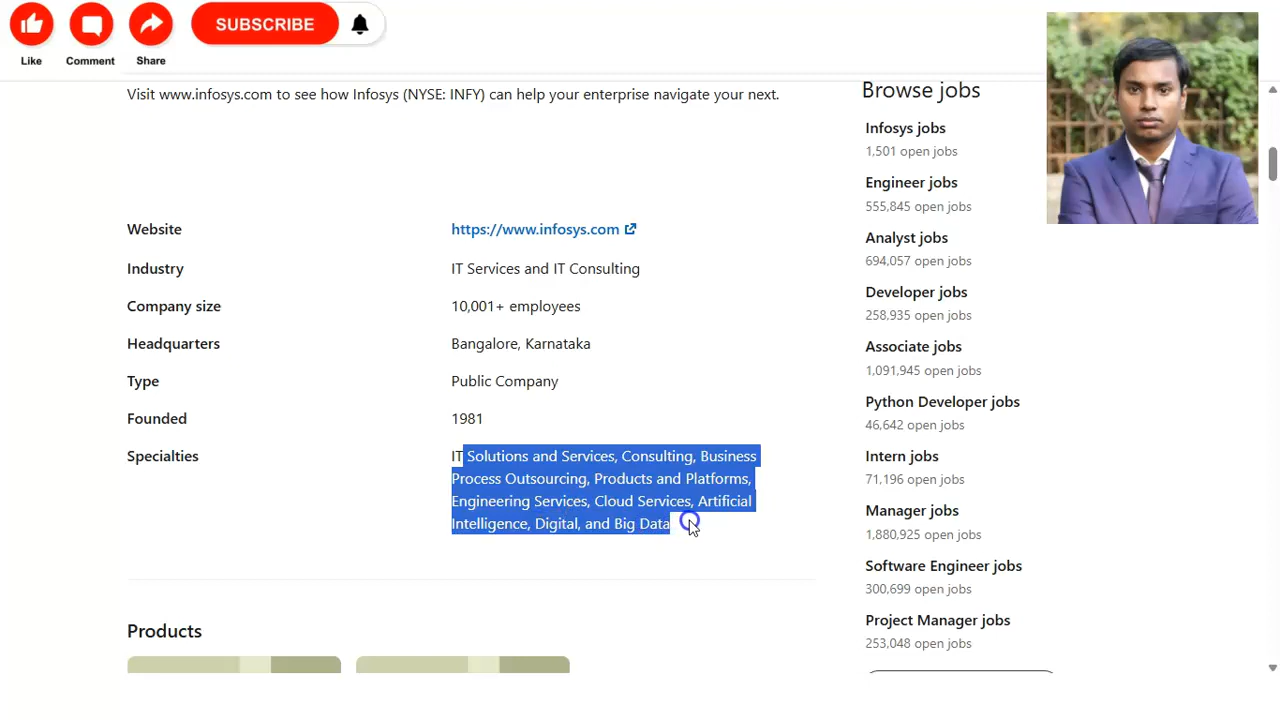 SUBSCRIBE
Like
Comment
Share
Visit www.infosys.com to see how Infosys (NYSE: INFY) can help your enterprise navigate your next.
Website
https://www.infosys.com
Industry
IT Services and IT Consulting
Company size
10,001+ employees
Headquarters
Bangalore, Karnataka
Type
Public Company
Founded
1981
Specialties
IT Solutions and Services, Consulting, Business
Process Outsourcing, Products and Platforms,
Engineering Services, Cloud Services, Artificial
Intelligence, Digital, and Big Data
Products
Browse jobs
Infosys jobs
1,501 open jobs
Engineer jobs
555,845 open jobs
Analyst jobs
694,057 open jobs
Developer jobs
258,935 open jobs
Associate jobs
1,091,945 open jobs
Python Developer jobs
46,642 open jobs
Intern jobs
71,196 open jobs
Manager jobs
1,880,925 open jobs
Software Engineer jobs
300,699 open jobs
Project Manager jobs
253,048 open jobs